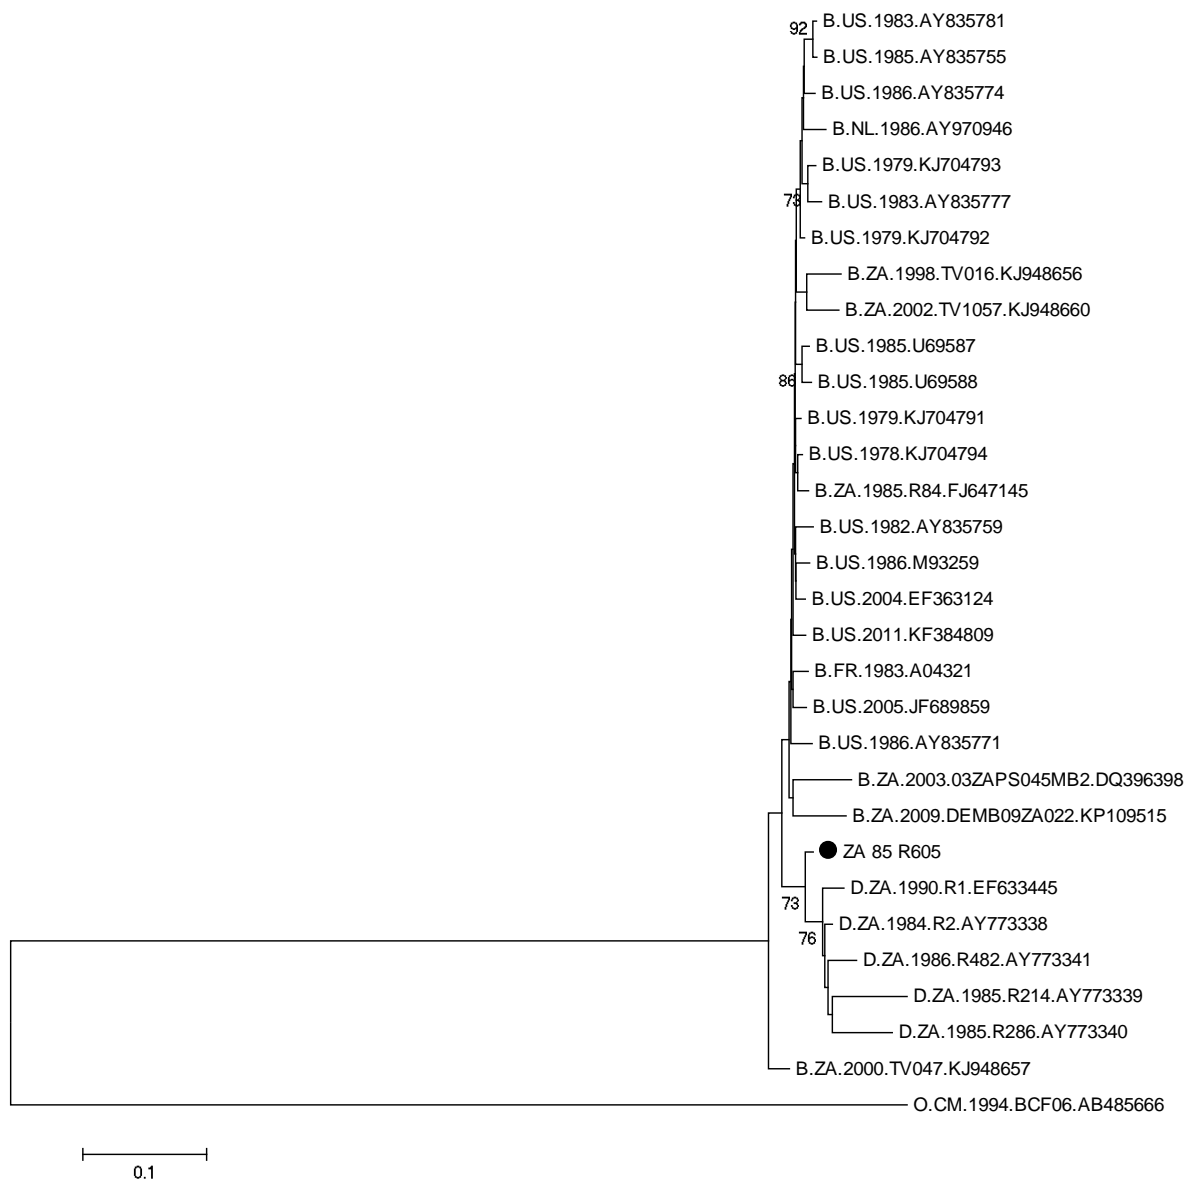 B.US.1983.AY835781
92
B.US.1985.AY835755
B.US.1986.AY835774
B.NL.1986.AY970946
B.US.1979.KJ704793
73
B.US.1983.AY835777
B.US.1979.KJ704792
B.ZA.1998.TV016.KJ948656
B.ZA.2002.TV1057.KJ948660
B.US.1985.U69587
86
B.US.1985.U69588
B.US.1979.KJ704791
B.US.1978.KJ704794
B.ZA.1985.R84.FJ647145
B.US.1982.AY835759
B.US.1986.M93259
B.US.2004.EF363124
B.US.2011.KF384809
B.FR.1983.A04321
B.US.2005.JF689859
B.US.1986.AY835771
B.ZA.2003.03ZAPS045MB2.DQ396398
B.ZA.2009.DEMB09ZA022.KP109515
ZA 85 R605
D.ZA.1990.R1.EF633445
73
D.ZA.1984.R2.AY773338
76
D.ZA.1986.R482.AY773341
D.ZA.1985.R214.AY773339
D.ZA.1985.R286.AY773340
B.ZA.2000.TV047.KJ948657
O.CM.1994.BCF06.AB485666
0.1